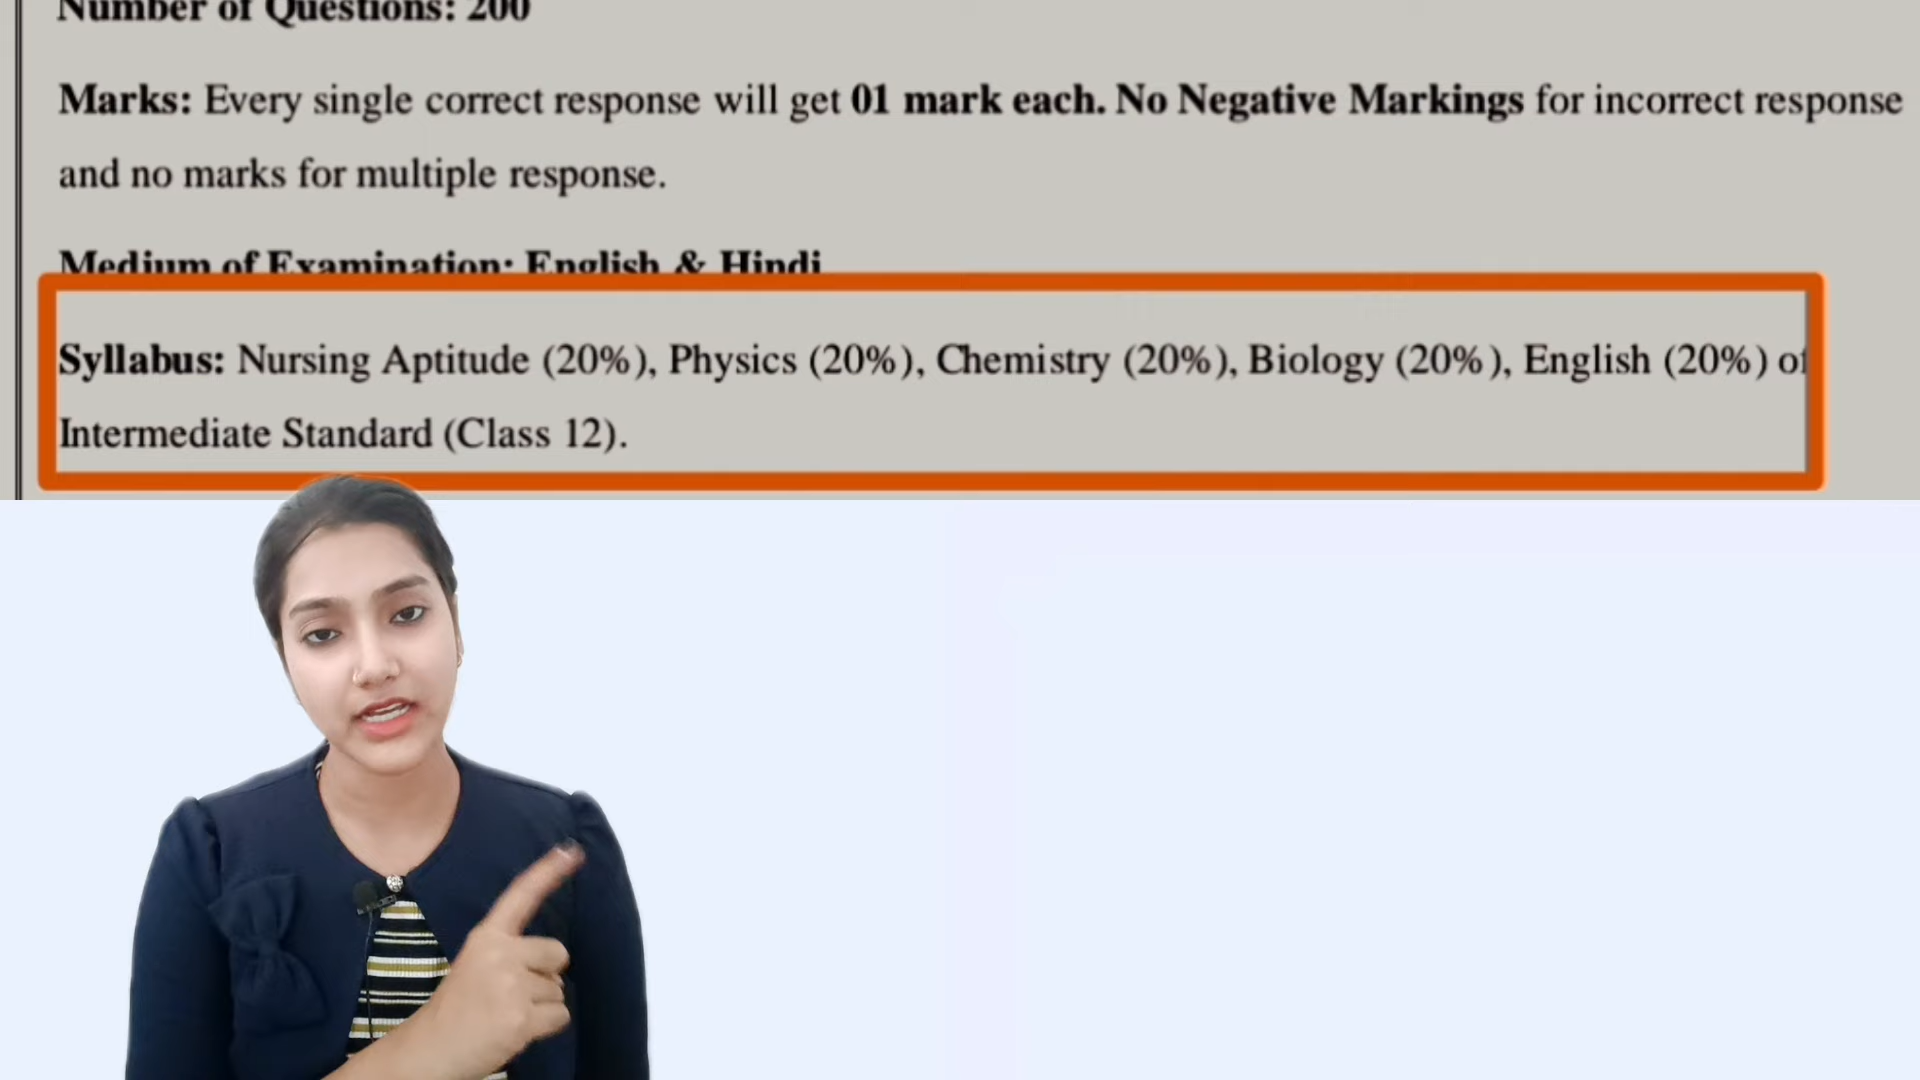 Number of Questions: 200
Marks: Every single correct response will get 01 mark each. No Negative Markings for incorrect response
and no marks for multiple response.
Medium of Examination: English & Hindi
Syllabus: Nursing Aptitude (20%), Physics (20%), Chemistry (20%), Biology (20%), English (20%) of
Intermediate Standard (Class 12).